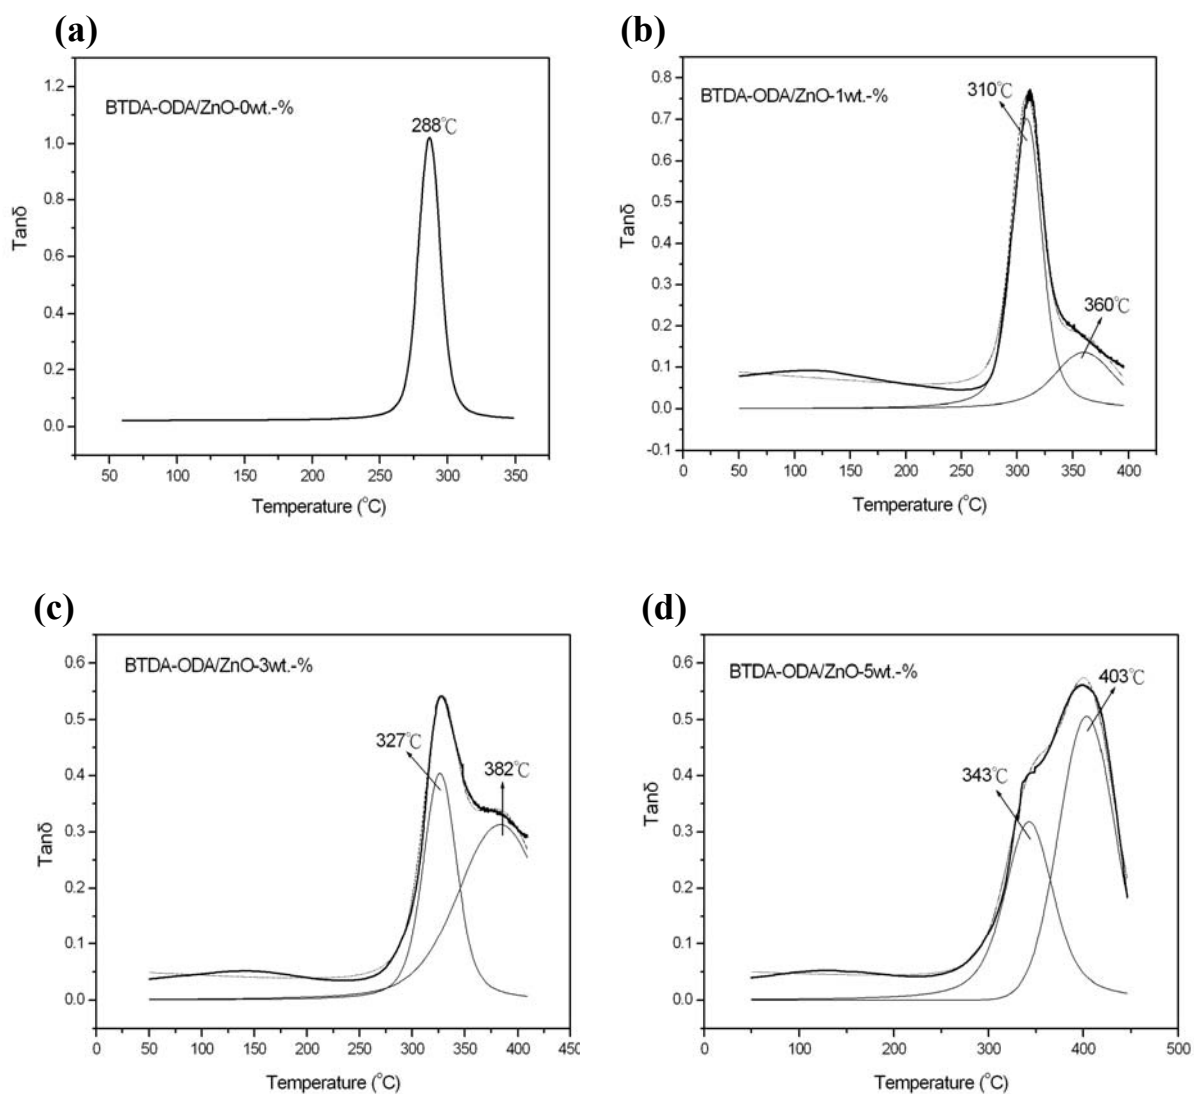 (a)
BTDA-ODA/ZnO-0wt.-%
288℃
1.2
1.0
0.8
0.6
0.4
0.2
0.0
Tanδ
50 100 150 200 250 300 350
Temperature (°C)
(b)
BTDA-ODA/ZnO-1wt.-%
310℃
360℃
0.8
0.7
0.6
0.5
0.4
0.3
0.2
0.1
0.0
-0.1
Tanδ
0 50 100 150 200 250 300 350 400
Temperature (°C)
(c)
BTDA-ODA/ZnO-3wt.-%
327℃
382℃
0.6
0.5
0.4
0.3
0.2
0.1
0.0
Tanδ
0 50 100 150 200 250 300 350 400 450
Temperature (°C)
(d)
BTDA-ODA/ZnO-5wt.-%
403℃
343℃
0.6
0.5
0.4
0.3
0.2
0.1
0.0
Tanδ
0 100 200 300 400 500
Temperature (°C)